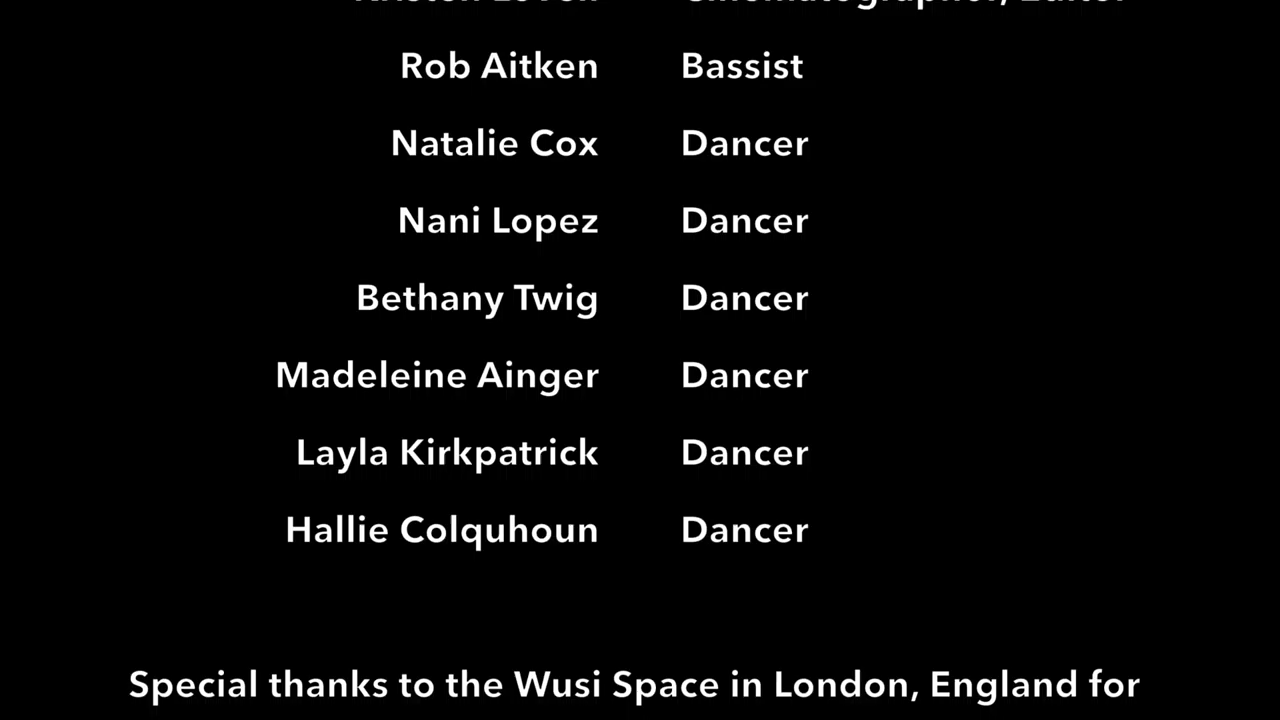 Rob Aitken Bassist
Natalie Cox Dancer
Nani Lopez Dancer
Bethany Twig Dancer
Madeleine Ainger Dancer
Layla Kirkpatrick Dancer
Hallie Colquhoun Dancer
Special thanks to the Wusi Space in London, England for